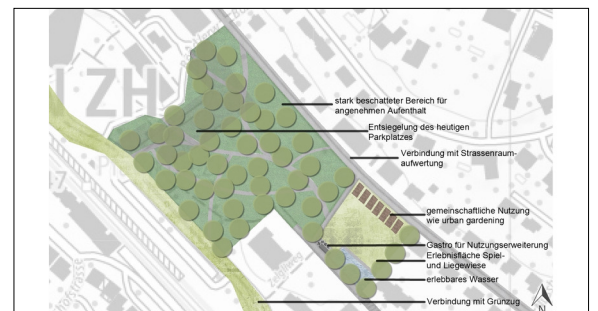 LZH
stark beschatteter Bereich für
angenehmen Aufenthalt
Entsiegelung des heutigen
Parkplatzes
Verbindung mit Strassenraum-
aufwertung
gemeinschaftliche Nutzung
wie urban gardening
Gastro für Nutzungserweiterung
Erlebnisfläche Spiel-
und Liegewiese
erlebbares Wasser
Verbindung mit Grünzug
N